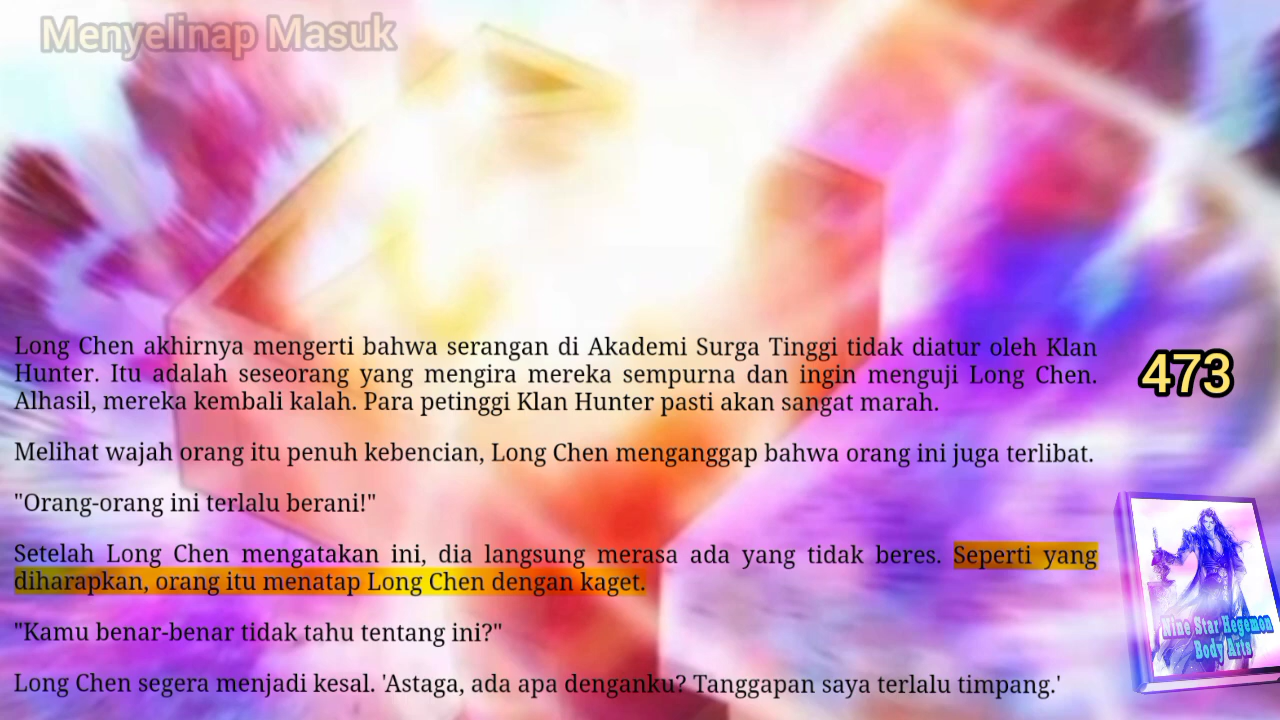 Menyelinap Masuk
Long Chen akhirnya mengerti bahwa serangan di Akademi Surga Tinggi tidak diatur oleh Klan
Hunter. Itu adalah seseorang yang mengira mereka sempurna dan ingin menguji Long Chen.
Alhasil, mereka kembali kalah. Para petinggi Klan Hunter pasti akan sangat marah.
473
Melihat wajah orang itu penuh kebencian, Long Chen menganggap bahwa orang ini juga terlibat.
"Orang-orang ini terlalu berani!"
Setelah Long Chen mengatakan ini, dia langsung merasa ada yang tidak beres. Seperti yang
diharapkan, orang itu menatap Long Chen dengan kaget.
"Kamu benar-benar tidak tahu tentang ini?"
Long Chen segera menjadi kesal. 'Astaga, ada apa denganku? Tanggapan saya terlalu timpang.'
Nine Star Hegemon
Body Arts